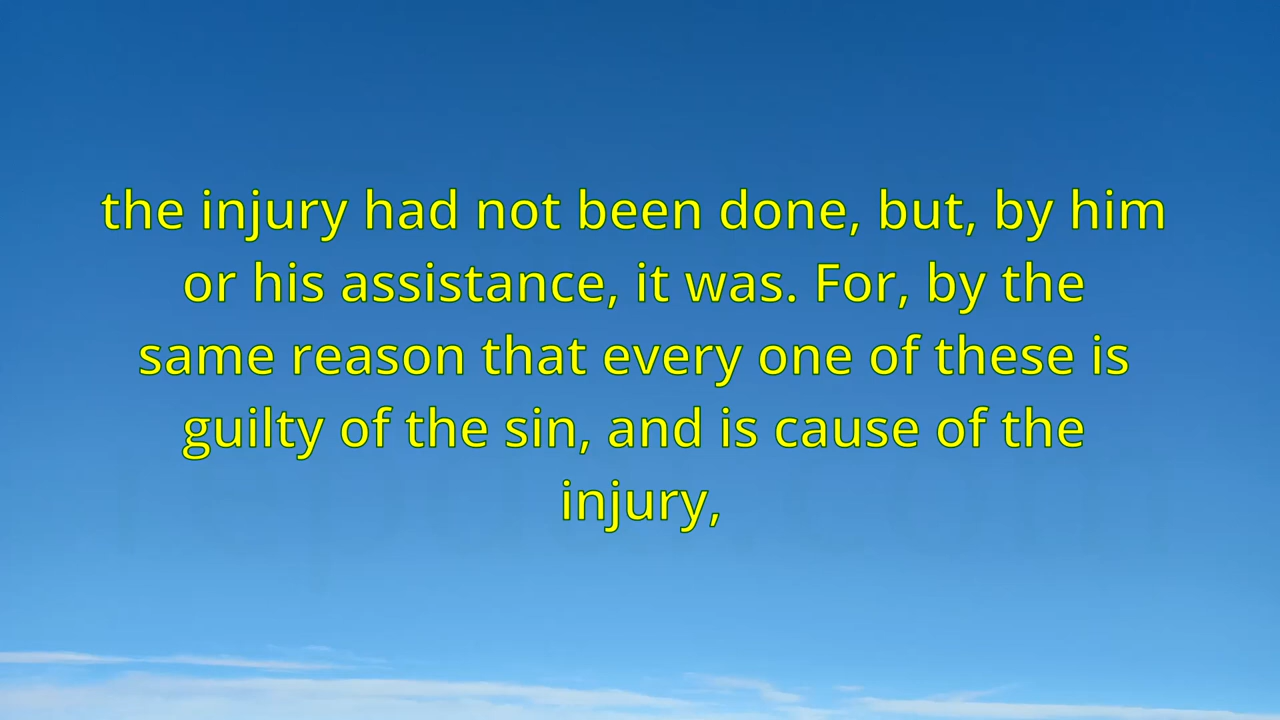 the injury had not been done, but, by him
or his assistance, it was. For, by the
same reason that every one of these is
guilty of the sin, and is cause of the
injury,